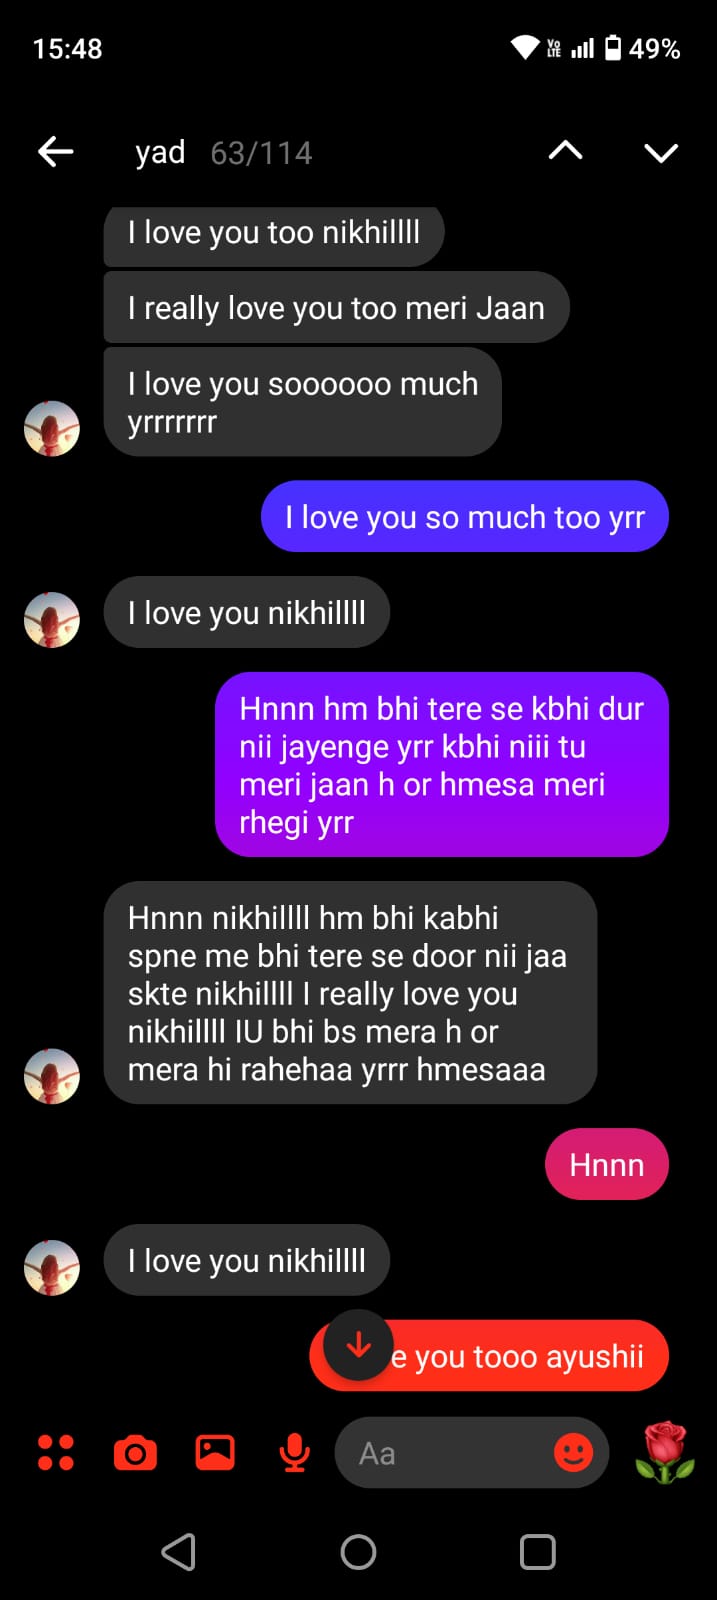 15:48 Vo LTE 49%
yad 63/114
I love you too nikhillll
I really love you too meri Jaan
I love you soooooo much
yrrrrrrr
I love you so much too yrr
I love you nikhillll
Hnnn hm bhi tere se kbhi dur
nii jayenge yrr kbhi niii tu
meri jaan h or hmesa meri
rhegi yrr
Hnnn nikhillll hm bhi kabhi
spne me bhi tere se door nii jaa
skte nikhillll I really love you
nikhillll IU bhi bs mera h or
mera hi rahehaa yrrr hmesaaa
Hnnn
I love you nikhillll
e you tooo ayushii
Aa